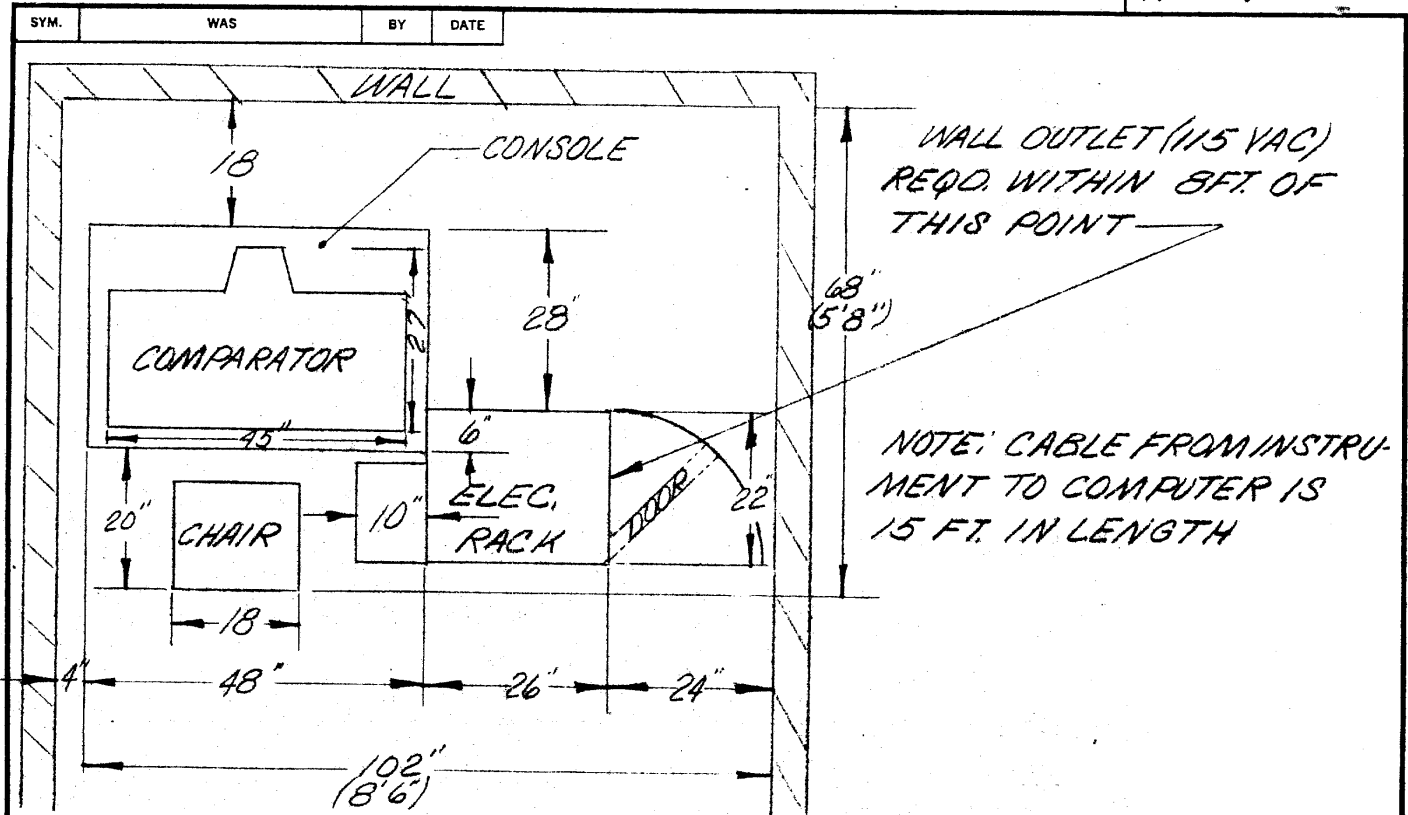 SYM. WAS BY DATE
WALL
18
CONSOLE
WALL OUTLET (115 VAC)
REQD. WITHIN 8FT. OF
THIS POINT
68"
(5'8")
28"
27
COMPARATOR
45"
6"
NOTE: CABLE FROM INSTRU-
MENT TO COMPUTER IS
15 FT. IN LENGTH
20"
CHAIR
10"
ELEC.
RACK
DOOR
22"
18
4"
48"
26"
24"
102"
(8'6")